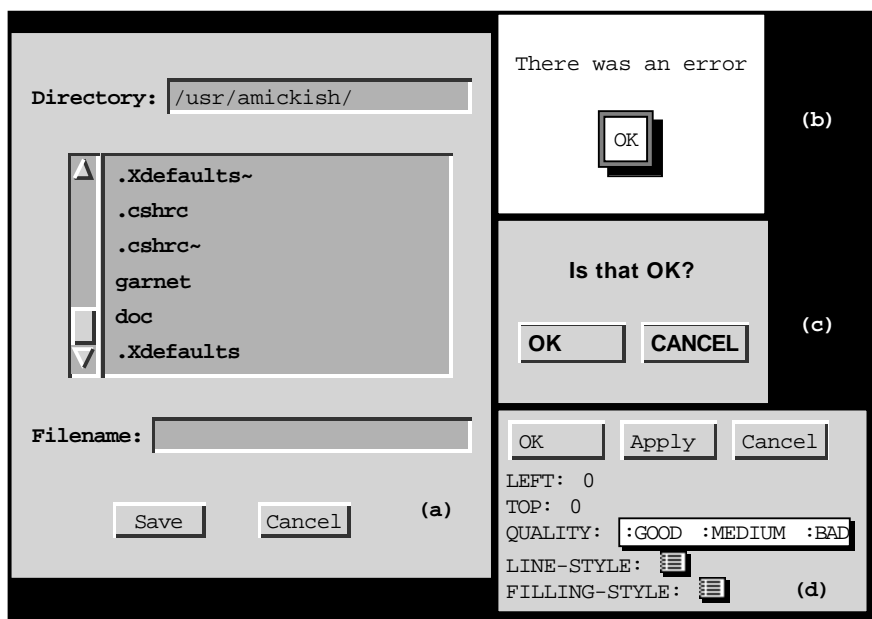 Directory: /usr/amickish/
.Xdefaults~
.cshrc
.cshrc~
garnet
doc
.Xdefaults
Filename:
Save Cancel (a)
There was an error
OK
(b)
Is that OK?
OK CANCEL
(c)
OK Apply Cancel
LEFT: 0
TOP: 0
QUALITY: :GOOD :MEDIUM :BAD
LINE-STYLE:
FILLING-STYLE:
(d)